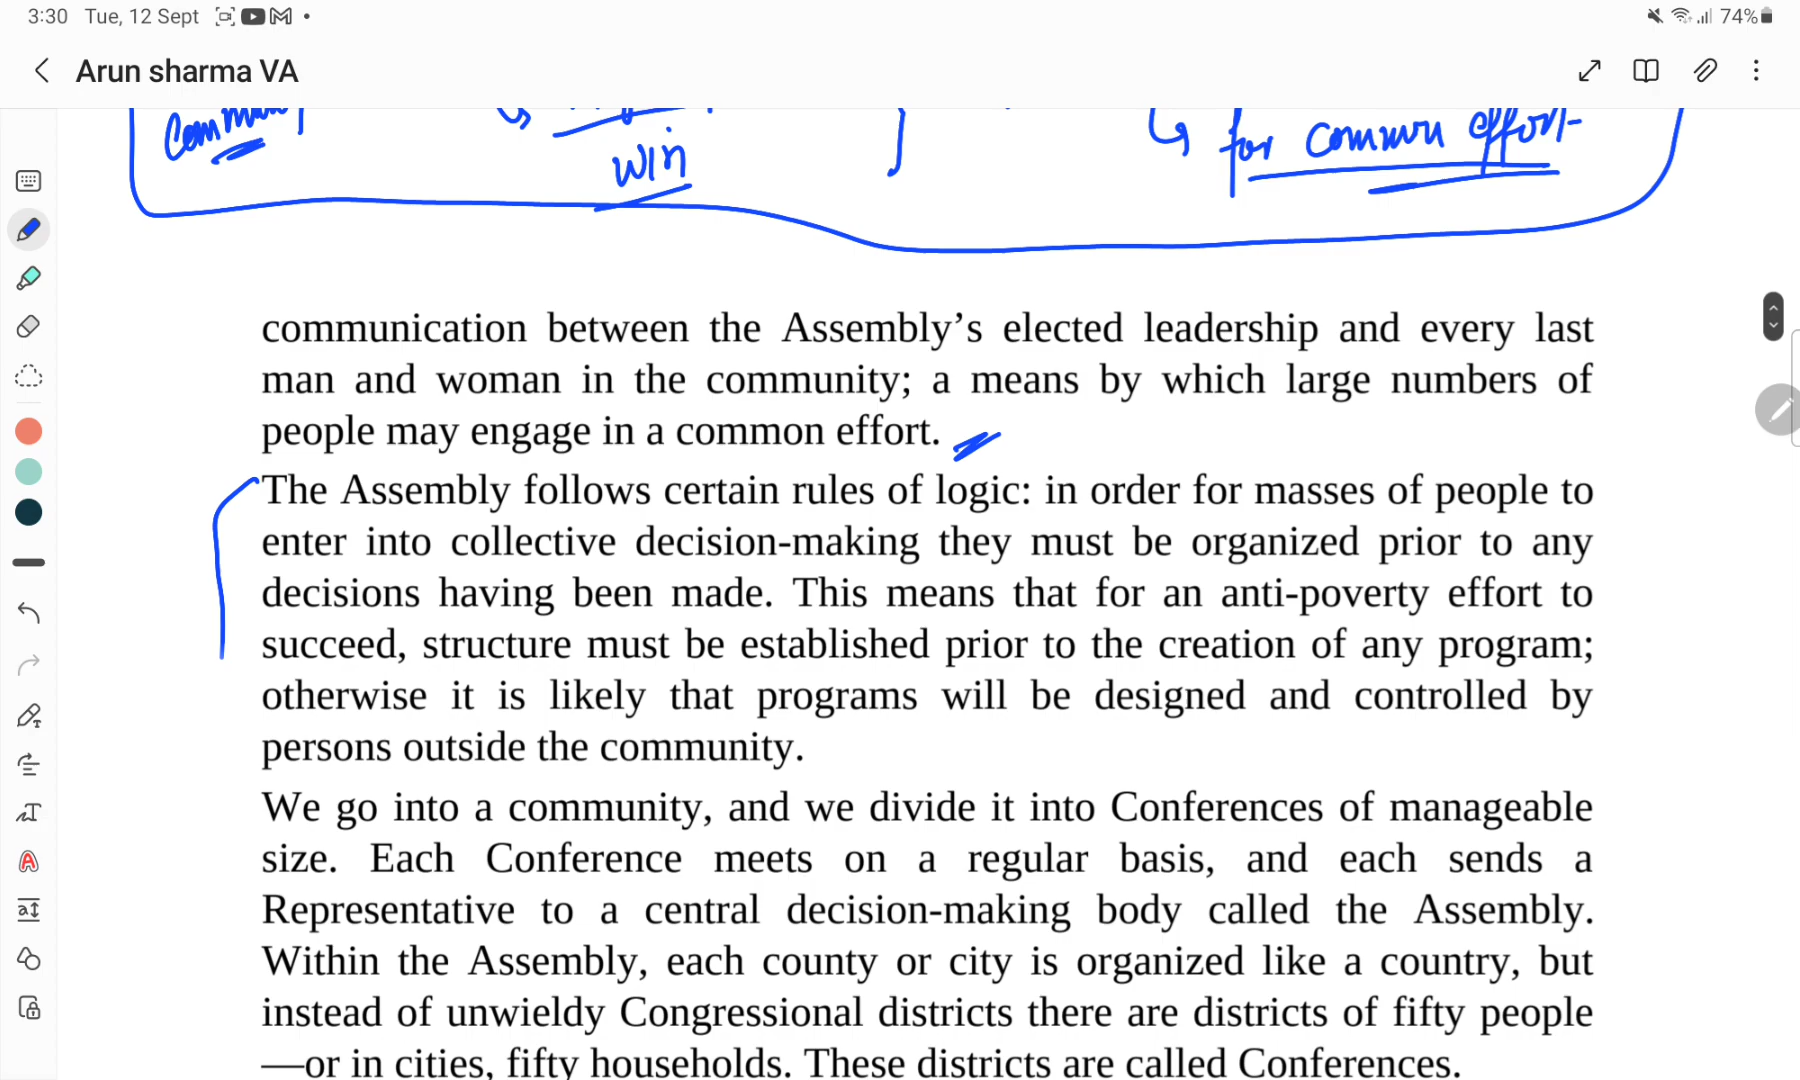 3:30 Tue, 12 Sept 74%
Arun sharma VA
win
for common effort-
communication between the Assembly’s elected leadership and every last
man and woman in the community; a means by which large numbers of
people may engage in a common effort.
The Assembly follows certain rules of logic: in order for masses of people to
enter into collective decision-making they must be organized prior to any
decisions having been made. This means that for an anti-poverty effort to
succeed, structure must be established prior to the creation of any program;
otherwise it is likely that programs will be designed and controlled by
persons outside the community.
We go into a community, and we divide it into Conferences of manageable
size. Each Conference meets on a regular basis, and each sends a
Representative to a central decision-making body called the Assembly.
Within the Assembly, each county or city is organized like a country, but
instead of unwieldy Congressional districts there are districts of fifty people
—or in cities, fifty households. These districts are called Conferences.